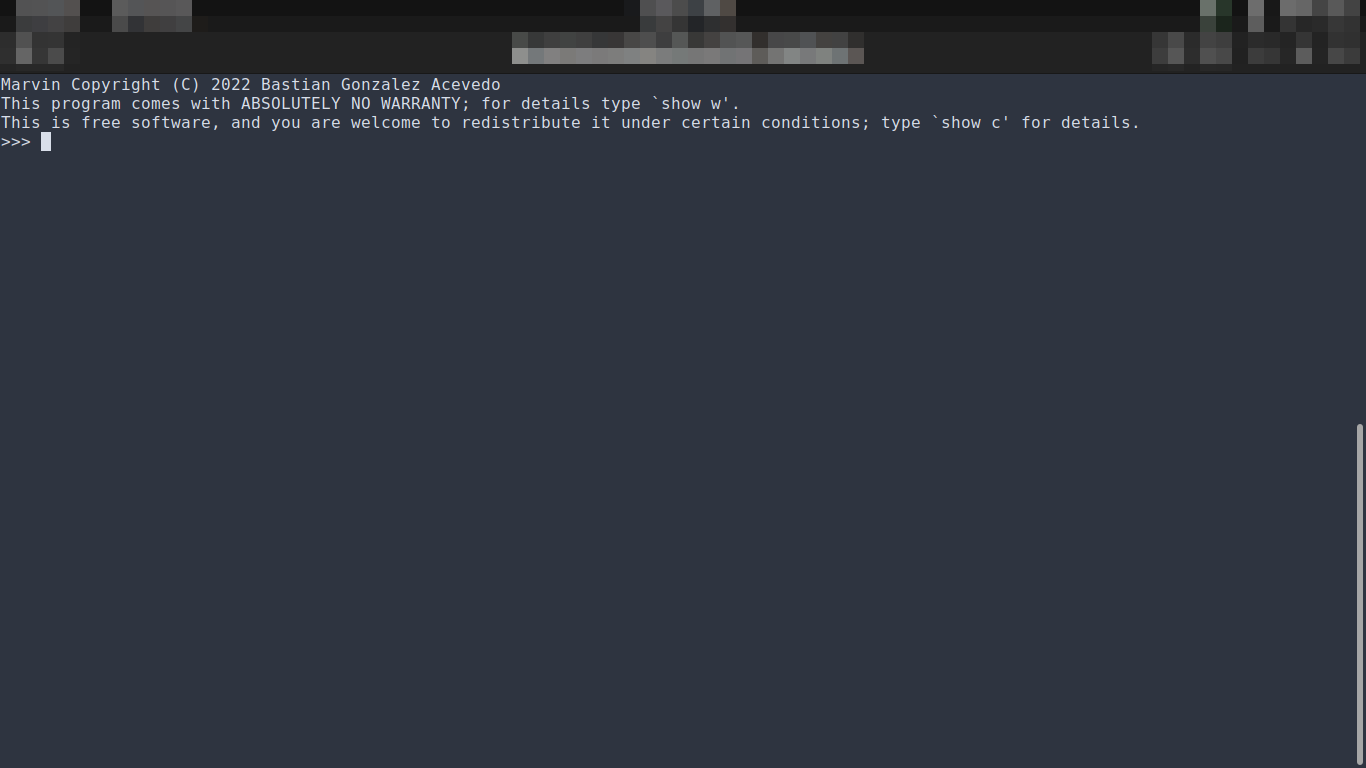 Marvin Copyright (C) 2022 Bastian Gonzalez Acevedo
This program comes with ABSOLUTELY NO WARRANTY; for details type `show w'.
This is free software, and you are welcome to redistribute it under certain conditions; type `show c' for details.
>>>